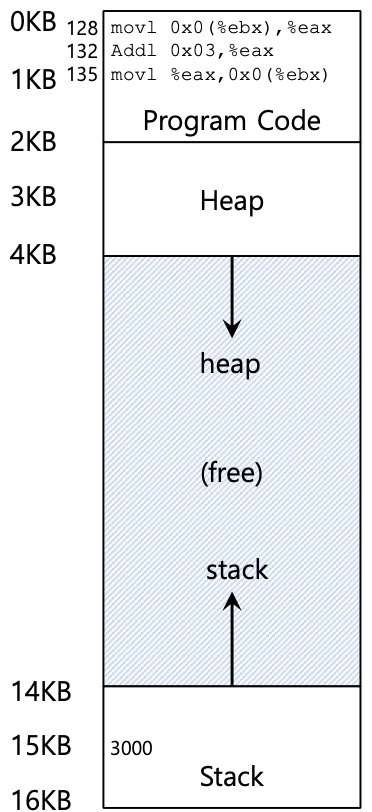 0KB
128 movl 0x0(%ebx),%eax
132 Addl 0x03,%eax
1KB 135 movl %eax,0x0(%ebx)
Program Code
2KB
3KB Heap
4KB
heap
(free)
stack
14KB
15KB 3000
Stack
16KB